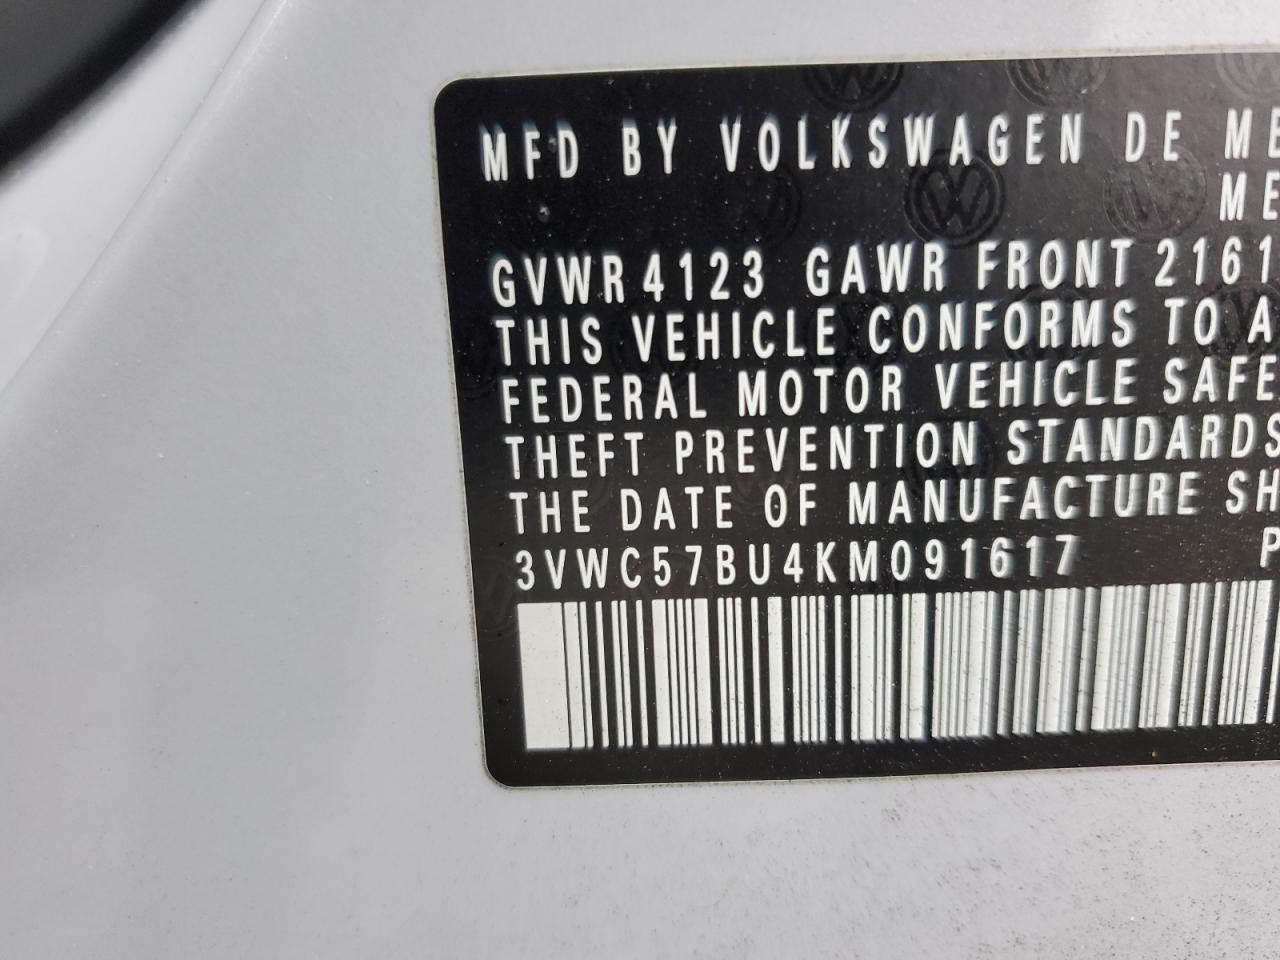 MFD BY VOLKSWAGEN DE ME
ME
GVWR 4123 GAWR FRONT 2161
THIS VEHICLE CONFORMS TO A
FEDERAL MOTOR VEHICLE SAFE
THEFT PREVENTION STANDARDS
THE DATE OF MANUFACTURE SH
3VWC57BU4KM091617 P